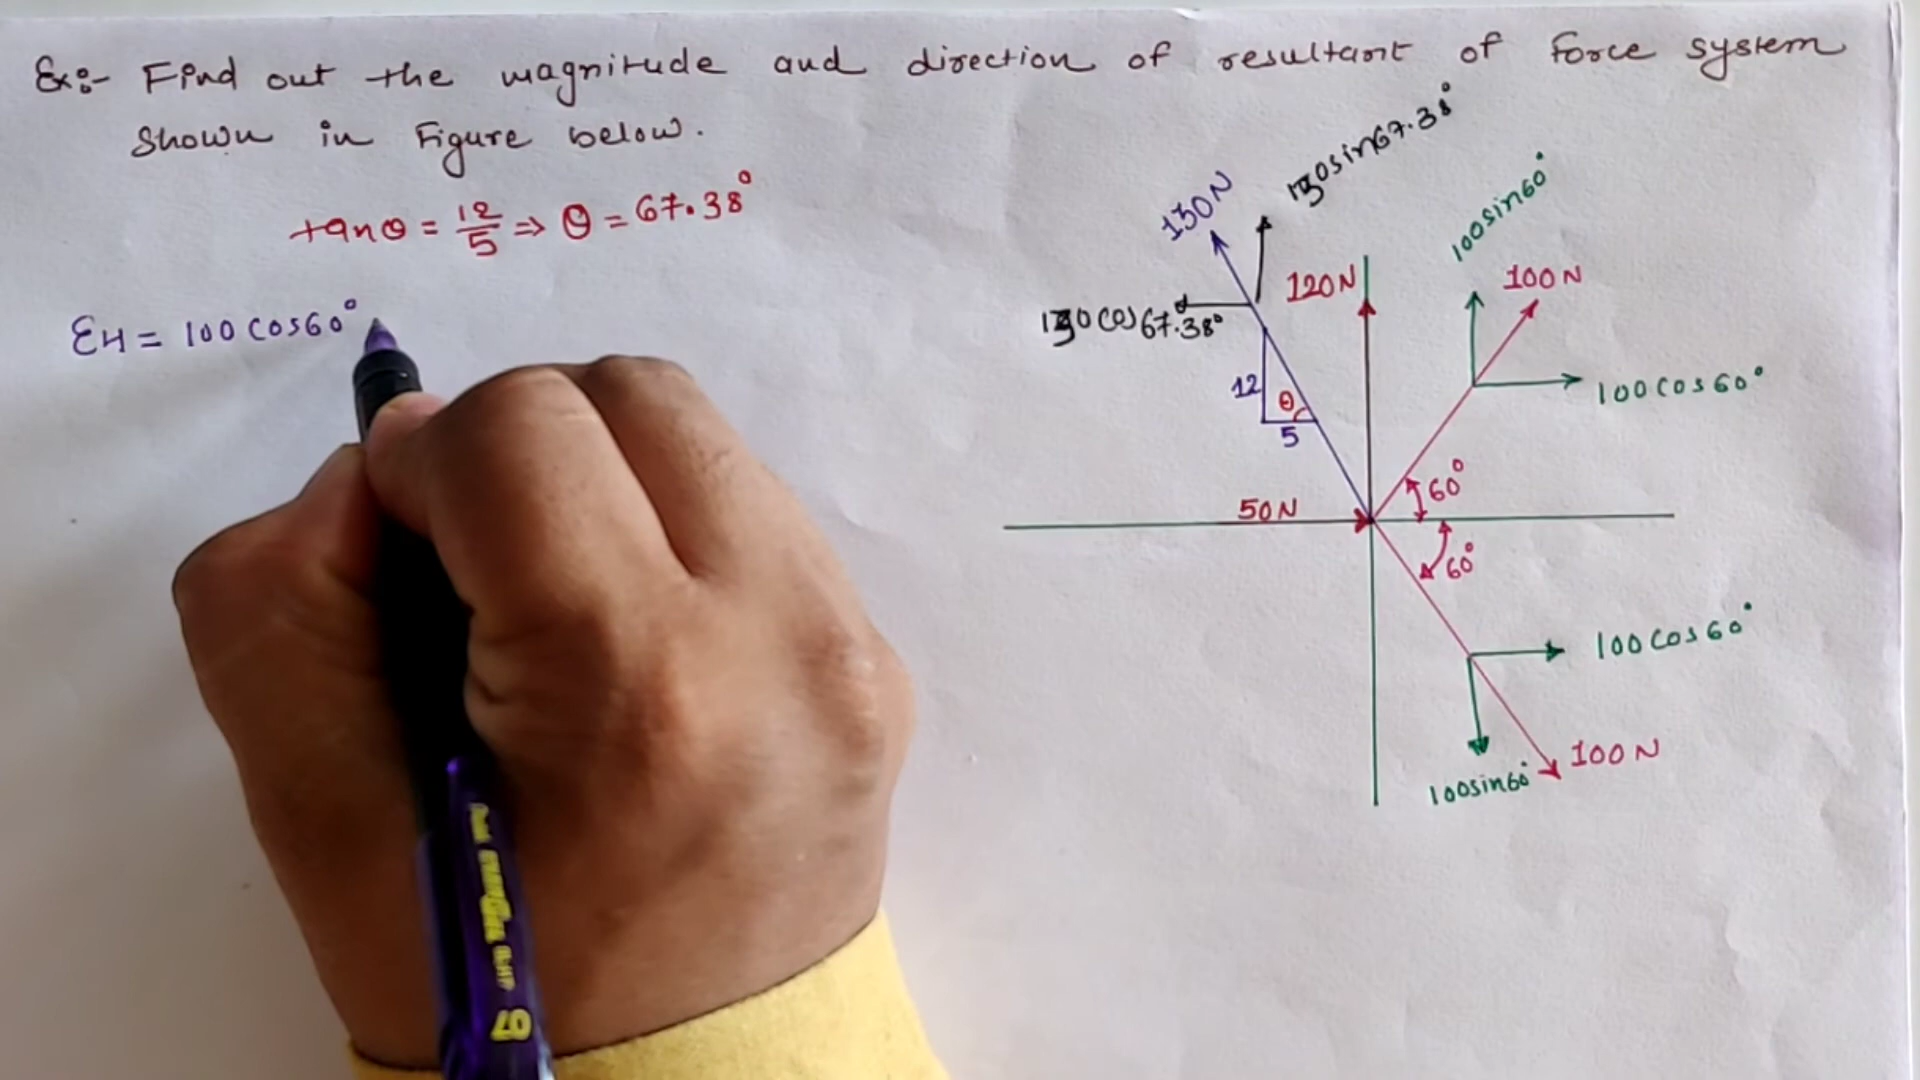 Ex:- Find out the magnitude and direction of resultant of force system
shown in Figure below.
tanθ = 12/5 ⇒ θ = 67.38°
ΣH = 100 cos60°
130N
130sin67.38°
130cos67.38°
120N
100sin60°
100N
100cos60°
12
θ
5
60°
50N
60°
100cos60°
100N
100sin60°